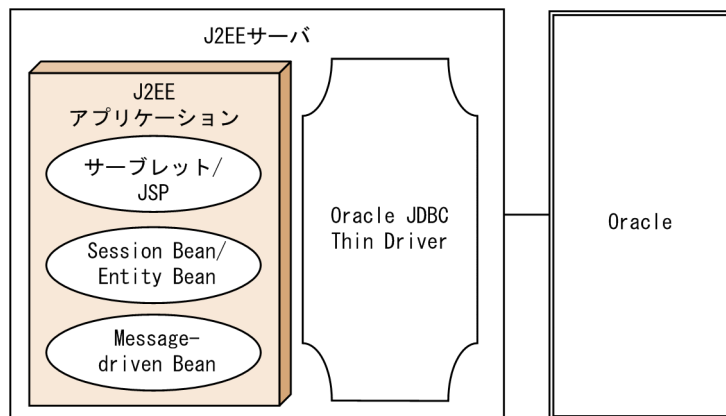 J2EEサーバ
J2EE
アプリケーション
サーブレット/
JSP
Session Bean/
Entity Bean
Message-
driven Bean
Oracle JDBC
Thin Driver
Oracle